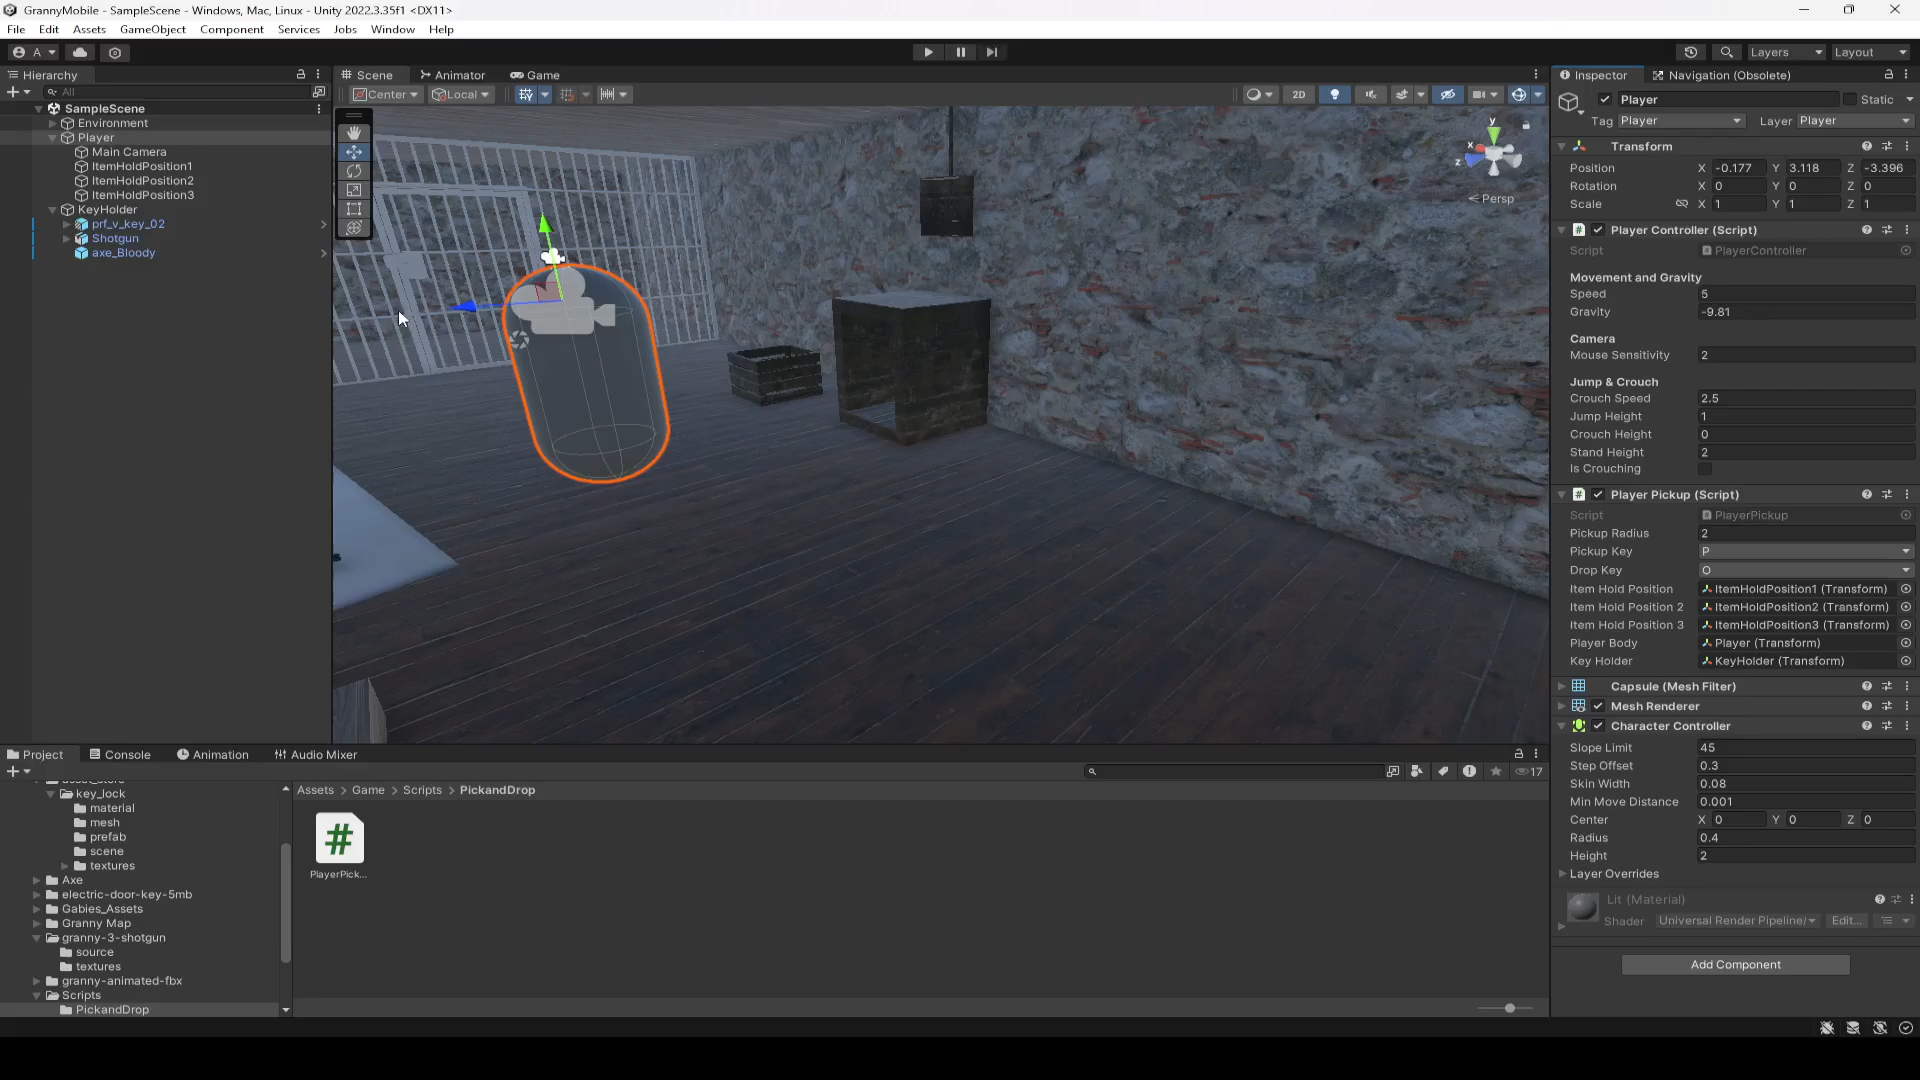 GrannyMobile - SampleScene - Windows, Mac, Linux - Unity 2022.3.35f1 <DX11>
File Edit Assets GameObject Component Services Jobs Window Help
A
Layers
Layout
Hierarchy
Scene
Animator
Game
Inspector
Navigation (Obsolete)
All
Center
Local
2D
SampleScene
Environment
Player
Main Camera
ItemHoldPosition1
ItemHoldPosition2
ItemHoldPosition3
KeyHolder
prf_v_key_02
Shotgun
axe_Bloody
y
x
z
Persp
Player
Static
Tag Player Layer Player
Transform
Position X -0.177 Y 3.118 Z -3.396
Rotation X 0 Y 0 Z 0
Scale X 1 Y 1 Z 1
Player Controller (Script)
Script PlayerController
Movement and Gravity
Speed 5
Gravity -9.81
Camera
Mouse Sensitivity 2
Jump & Crouch
Crouch Speed 2.5
Jump Height 1
Crouch Height 0
Stand Height 2
Is Crouching
Player Pickup (Script)
Script PlayerPickup
Pickup Radius 2
Pickup Key P
Drop Key O
Item Hold Position ItemHoldPosition1 (Transform)
Item Hold Position 2 ItemHoldPosition2 (Transform)
Item Hold Position 3 ItemHoldPosition3 (Transform)
Player Body Player (Transform)
Key Holder KeyHolder (Transform)
Capsule (Mesh Filter)
Mesh Renderer
Character Controller
Slope Limit 45
Step Offset 0.3
Skin Width 0.08
Min Move Distance 0.001
Center X 0 Y 0 Z 0
Radius 0.4
Height 2
Layer Overrides
Lit (Material)
Shader Universal Render Pipeline/ Edit...
Add Component
Project
Console
Animation
Audio Mixer
17
Assets > Game > Scripts > PickandDrop
key_lock
material
mesh
prefab
scene
textures
Axe
electric-door-key-5mb
Gabies_Assets
Granny Map
granny-3-shotgun
source
textures
granny-animated-fbx
Scripts
PickandDrop
#
PlayerPick...